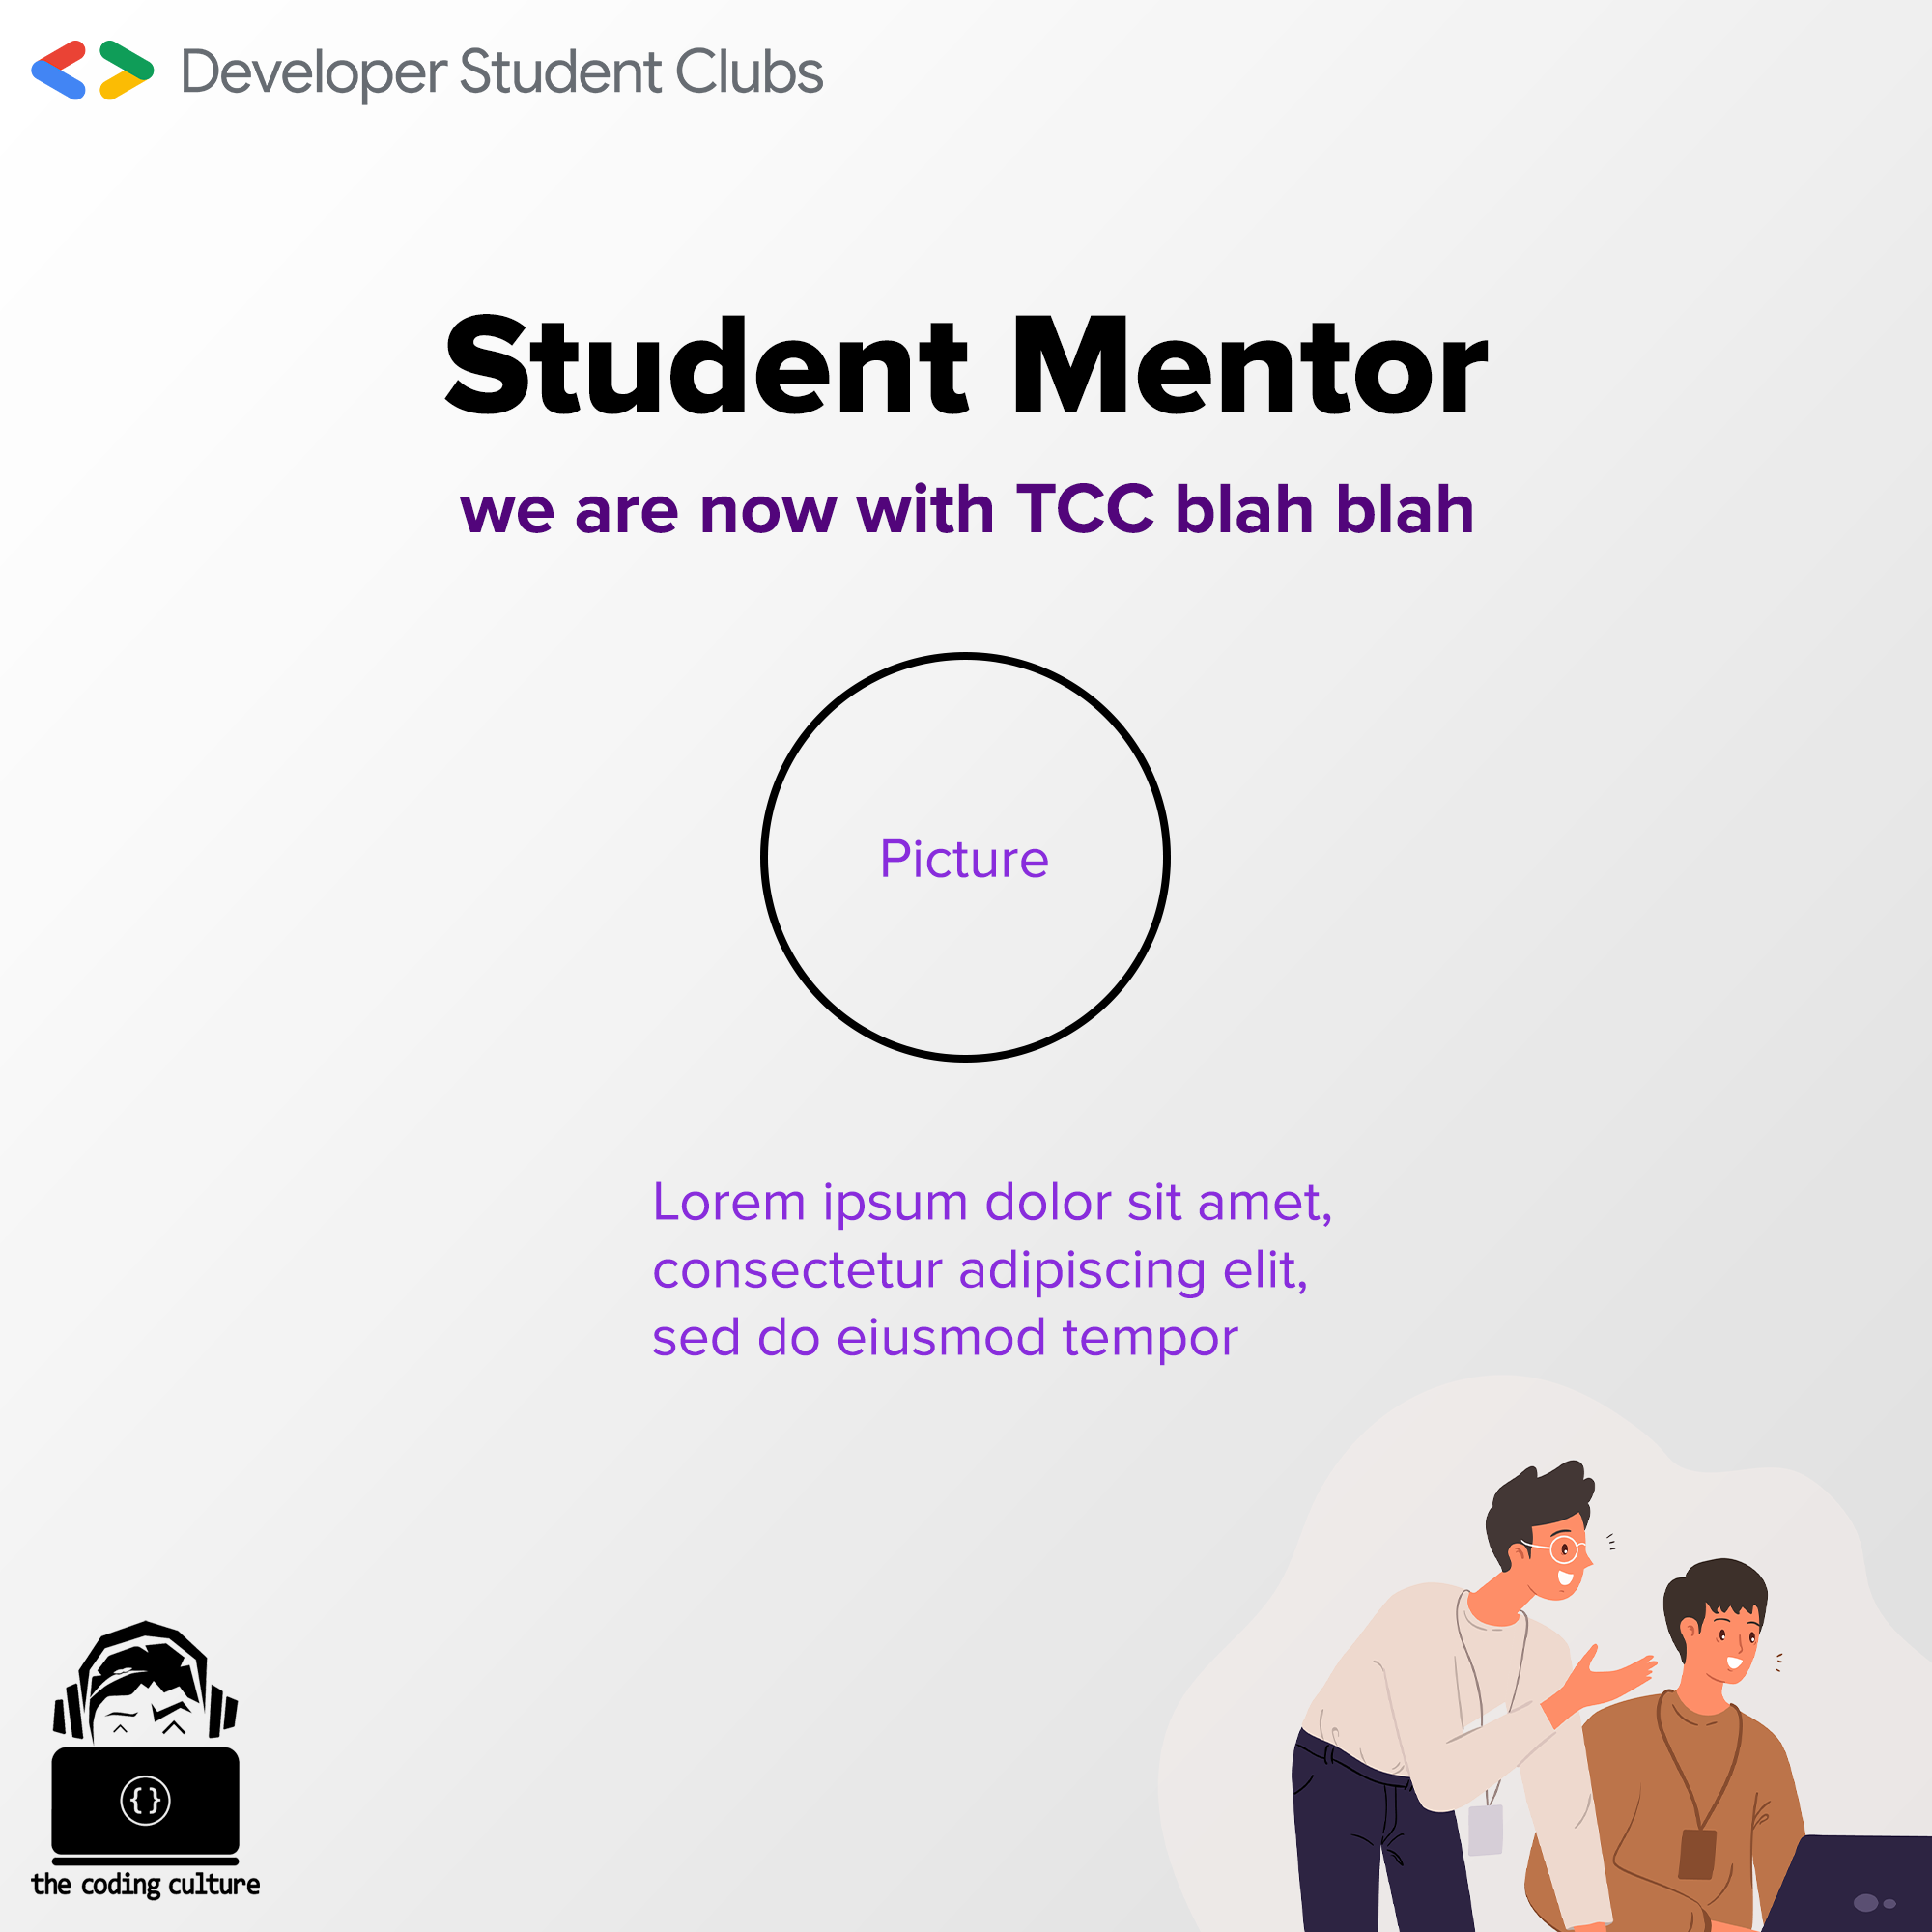 Developer Student Clubs
Student Mentor
we are now with TCC blah blah
Picture
Lorem ipsum dolor sit amet,
consectetur adipiscing elit,
sed do eiusmod tempor
{}
the coding culture